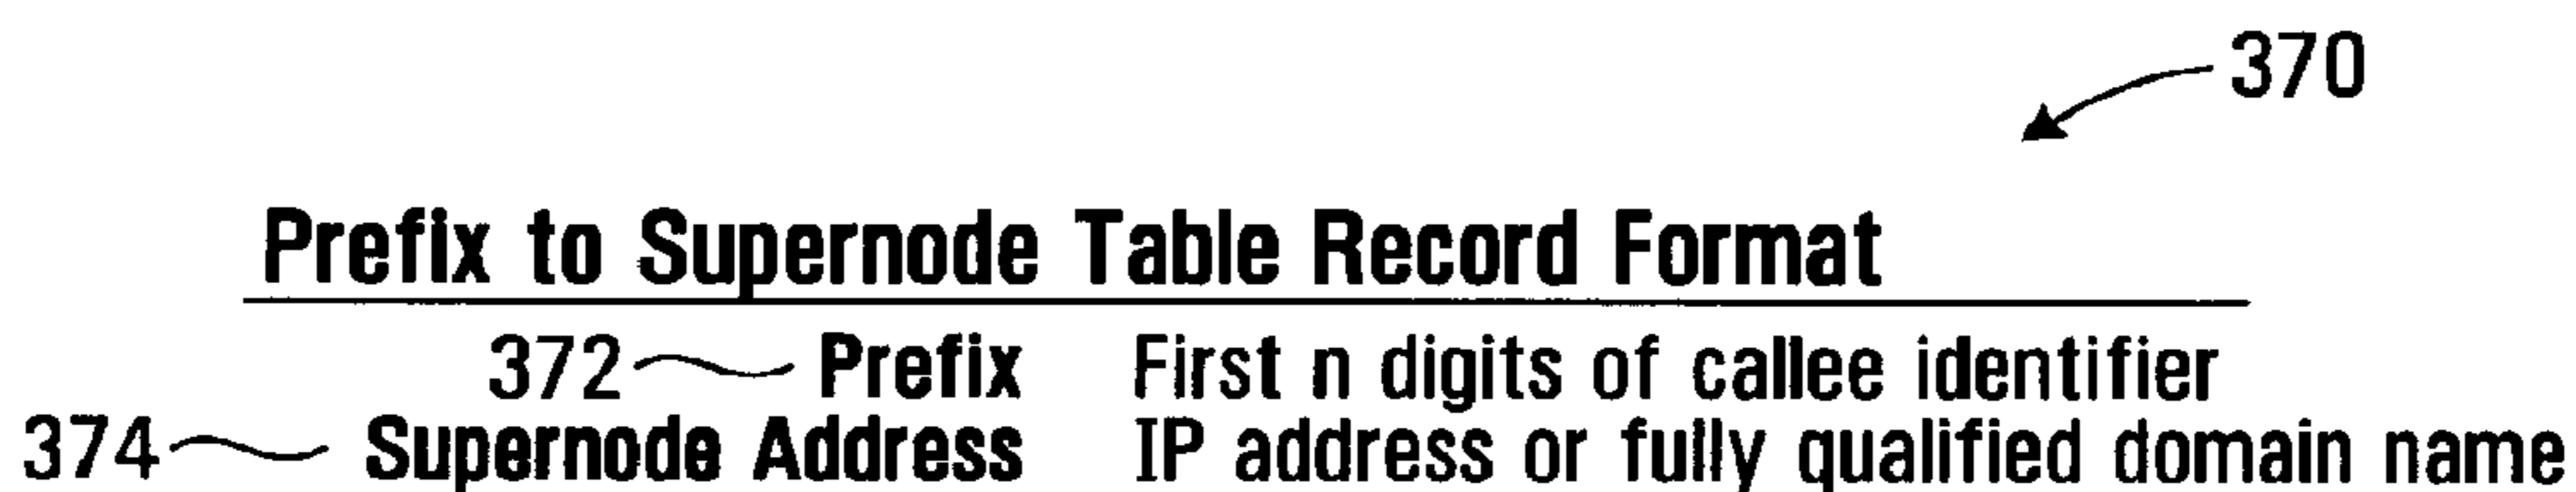 370
Prefix to Supernode Table Record Format
372 Prefix First n digits of callee identifier
374 Supernode Address IP address or fully qualified domain name